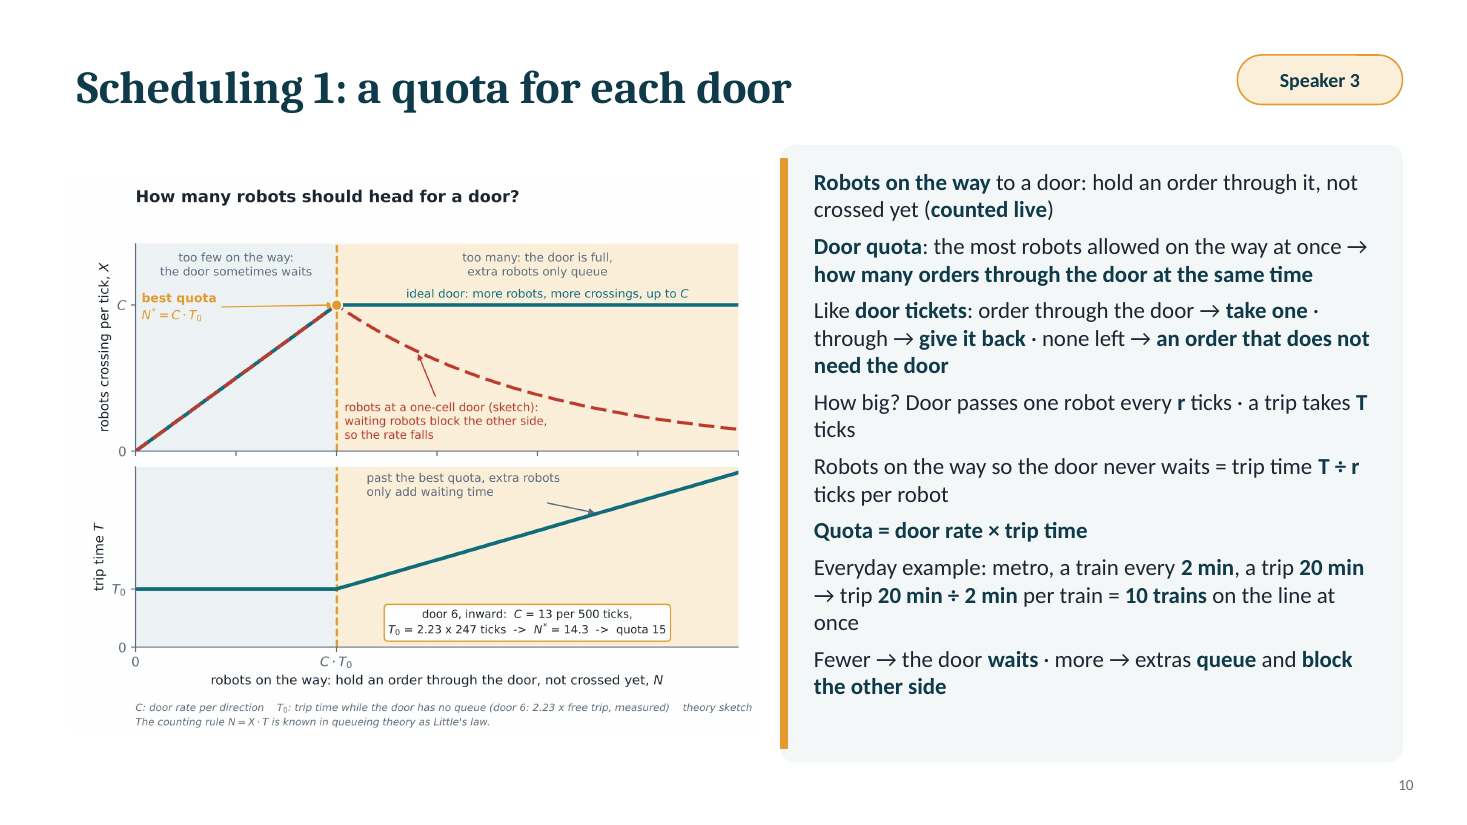 Scheduling 1: a quota for each door
Speaker 3
How many robots should head for a door?
too few on the way:
the door sometimes waits
too many: the door is full,
extra robots only queue
best quota
N* = C · T₀
ideal door: more robots, more crossings, up to C
C
robots crossing per tick, X
robots at a one-cell door (sketch):
waiting robots block the other side,
so the rate falls
0
past the best quota, extra robots
only add waiting time
trip time T
T₀
door 6, inward: C = 13 per 500 ticks,
T₀ = 2.23 x 247 ticks -> N* = 14.3 -> quota 15
0
0
C · T₀
robots on the way: hold an order through the door, not crossed yet, N
C: door rate per direction T₀: trip time while the door has no queue (door 6: 2.23 x free trip, measured) theory sketch
The counting rule N = X · T is known in queueing theory as Little's law.
Robots on the way to a door: hold an order through it, not
crossed yet (counted live)
Door quota: the most robots allowed on the way at once →
how many orders through the door at the same time
Like door tickets: order through the door → take one ·
through → give it back · none left → an order that does not
need the door
How big? Door passes one robot every r ticks · a trip takes T
ticks
Robots on the way so the door never waits = trip time T ÷ r
ticks per robot
Quota = door rate × trip time
Everyday example: metro, a train every 2 min, a trip 20 min
→ trip 20 min ÷ 2 min per train = 10 trains on the line at
once
Fewer → the door waits · more → extras queue and block
the other side
10